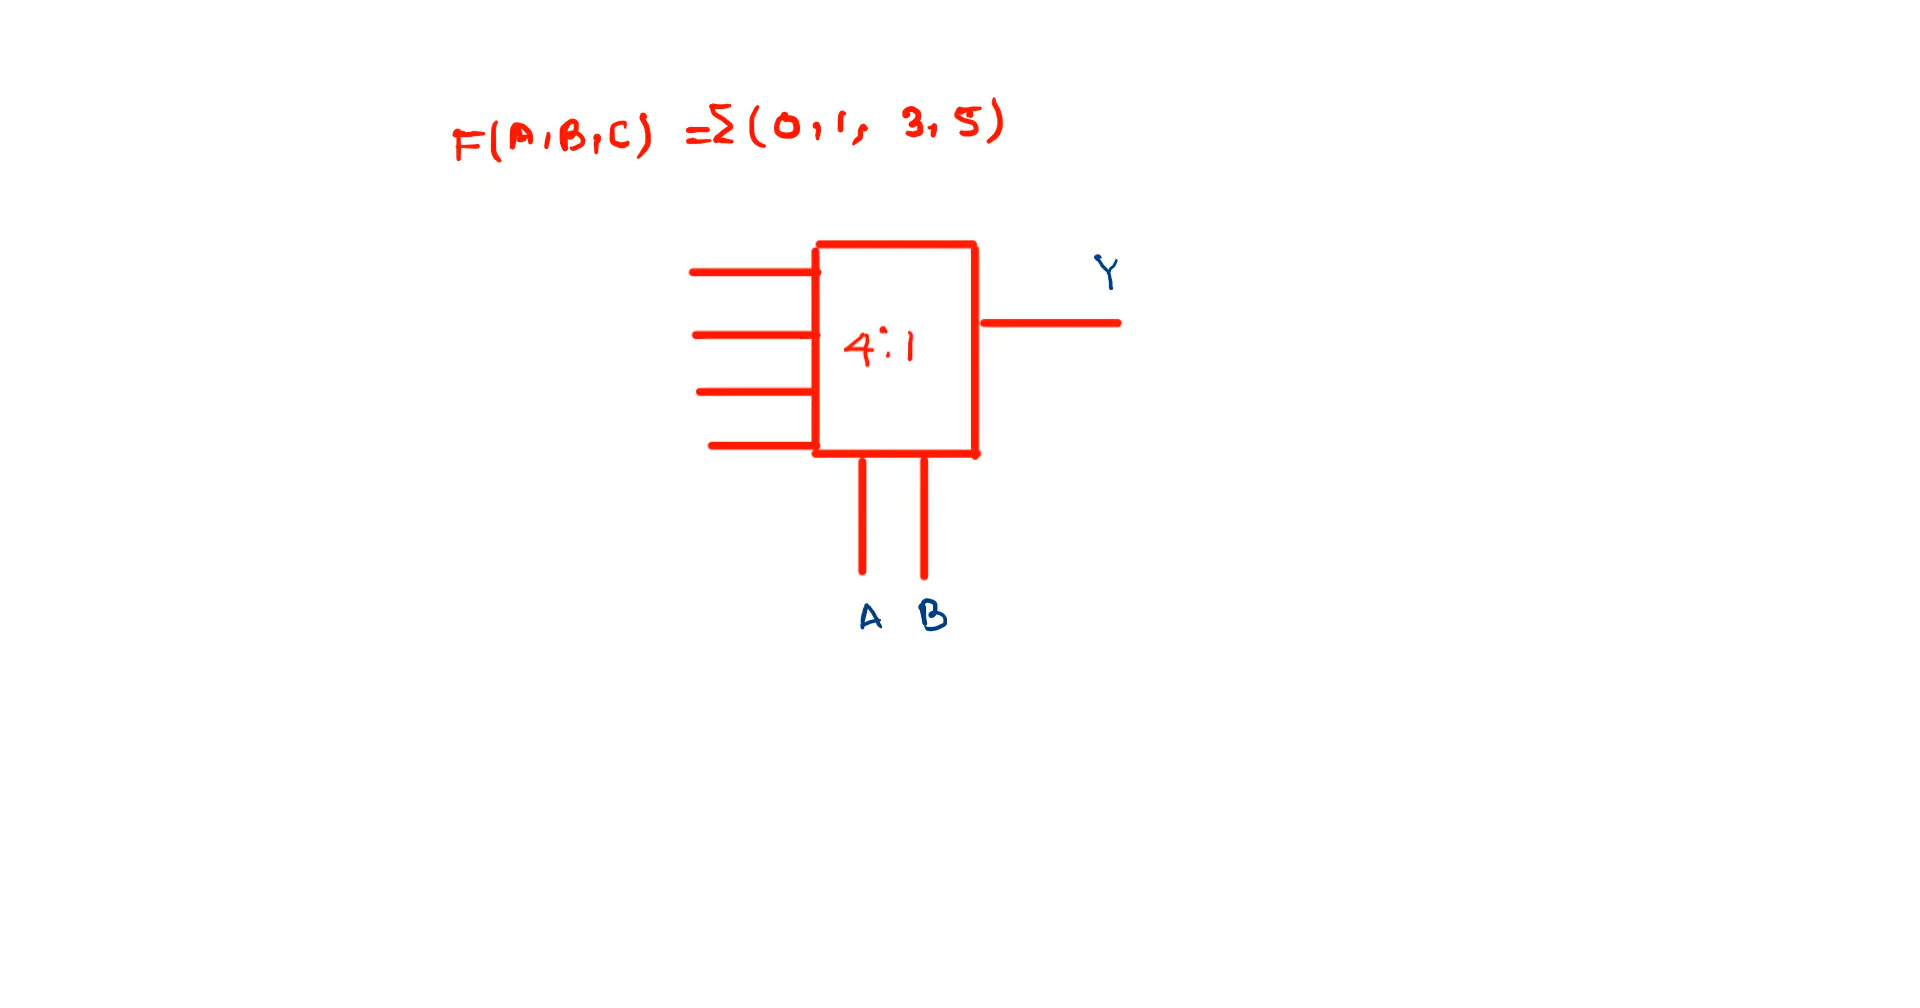 F(A,B,C) =Σ(0,1, 3,5)
Y
4:1
A B